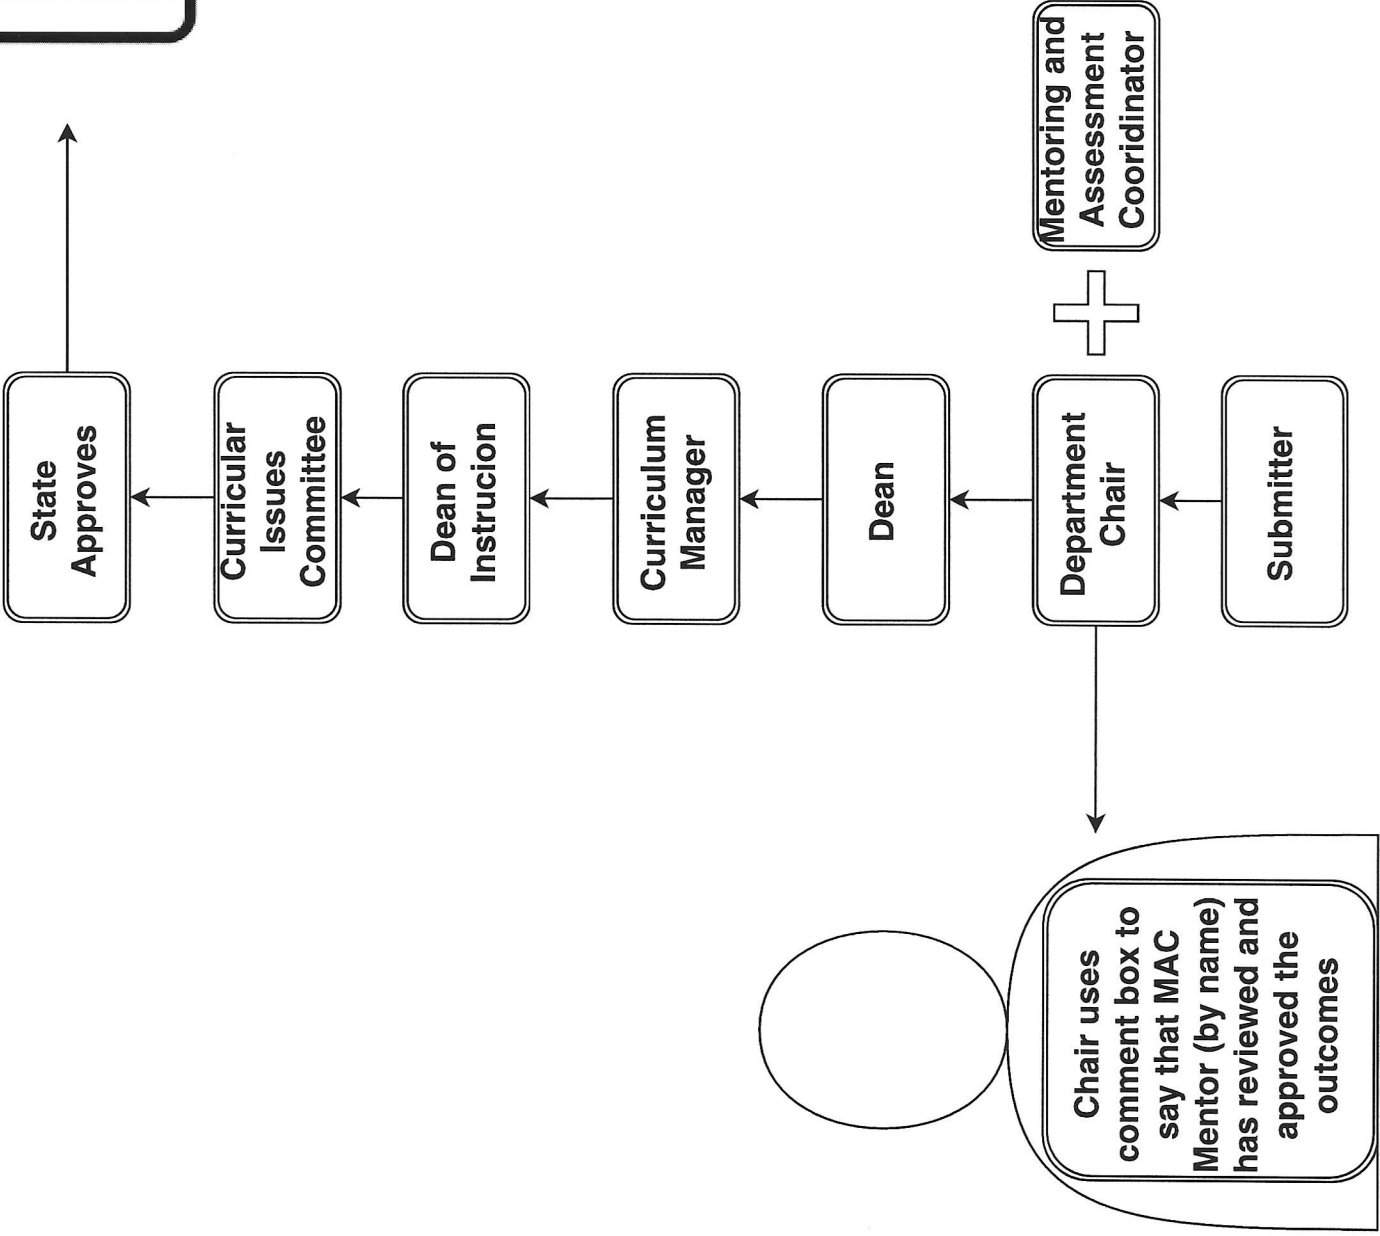 State
Approves
Curricular
Issues
Committee
Dean of
Instrucion
Curriculum
Manager
Dean
Department
Chair
Mentoring and
Assessment
Cooridinator
Submitter
Chair uses
comment box to
say that MAC
Mentor (by name)
has reviewed and
approved the
outcomes